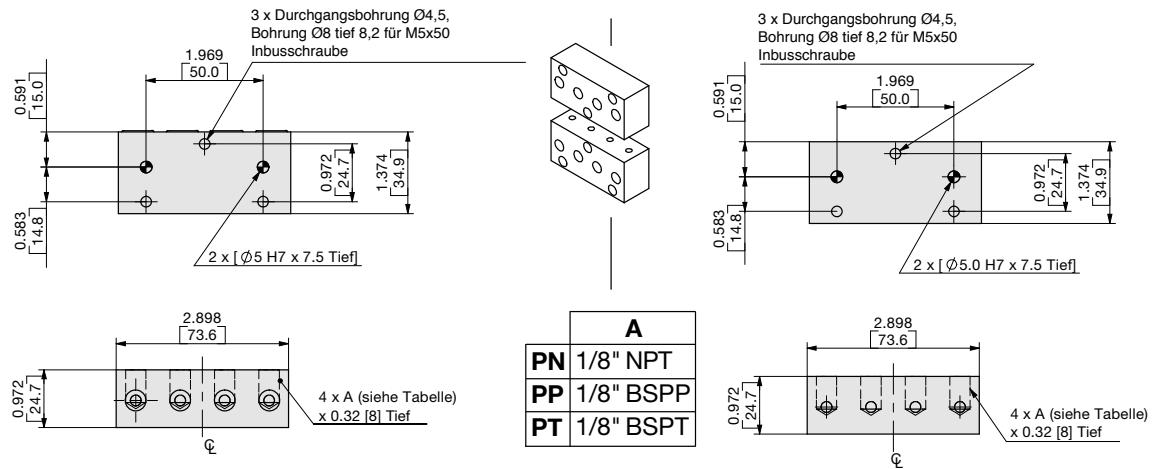 3 x Durchgangsbohrung Ø4,5,
Bohrung Ø8 tief 8,2 für M5x50
Inbusschraube
1.969
[50.0]
0.591
[15.0]
0.583
[14.8]
0.972
[24.7]
1.374
[34.9]
2 x [ Ø5 H7 x 7.5 Tief]
2.898
[73.6]
0.972
[24.7]
4 x A (siehe Tabelle)
x 0.32 [8] Tief
℄
A
PN 1/8" NPT
PP 1/8" BSPP
PT 1/8" BSPT
3 x Durchgangsbohrung Ø4,5,
Bohrung Ø8 tief 8,2 für M5x50
Inbusschraube
1.969
[50.0]
0.591
[15.0]
0.583
[14.8]
0.972
[24.7]
1.374
[34.9]
2 x [ Ø5.0 H7 x 7.5 Tief]
2.898
[73.6]
0.972
[24.7]
4 x A (siehe Tabelle)
x 0.32 [8] Tief
℄